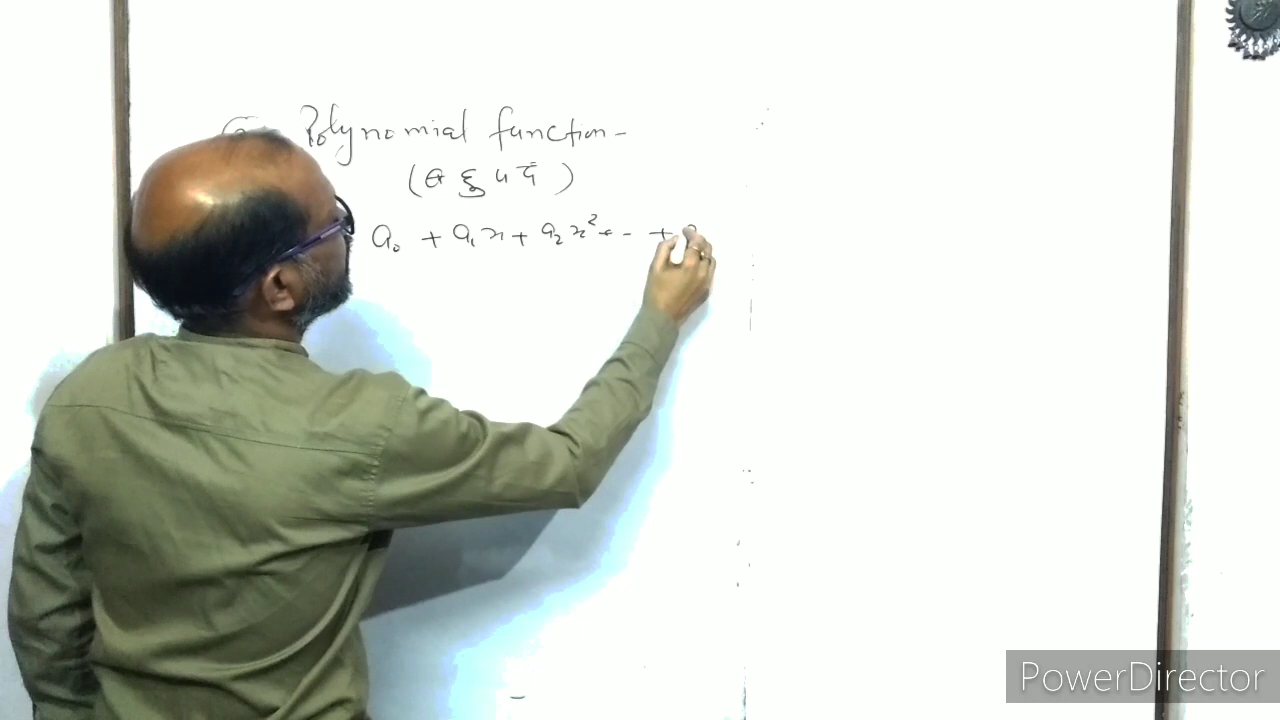 Polynomial function -
(बहुपद)
a₀ + a₁x + a₂x² + - - +
PowerDirector